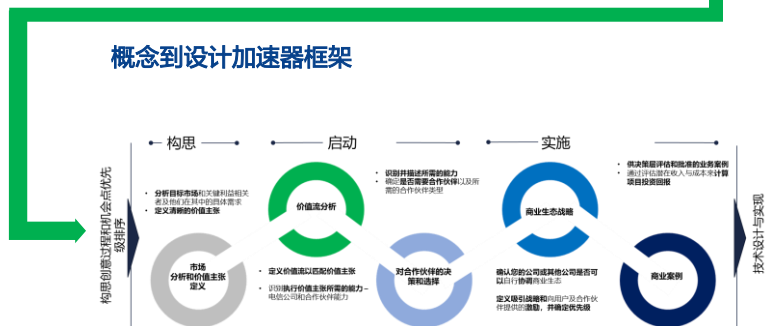 概念到设计加速器框架
构思
启动
实施
构思创意过程和机会点优先
级排序
• 分析目标市场和关键利益相关
者及他们在其中的具体需求
• 定义清晰的价值主张
市场
分析和价值主张
定义
价值流分析
• 定义价值流以匹配价值主张
• 识别执行价值主张所需的能力 –
电信公司和合作伙伴能力
• 识别并描述所需的能力
• 确定是否需要合作伙伴以及所
需的合作伙伴类型
对合作伙伴的决
策和选择
商业生态战略
确认您的公司或其他公司是否可
以自行协调商业生态
定义吸引战略和向用户及合作伙
伴提供的激励，并确定优先级
• 供决策层评估和批准的业务案例
• 通过评估潜在收入与成本来计算
项目投资回报
商业案例
技术设计与实现